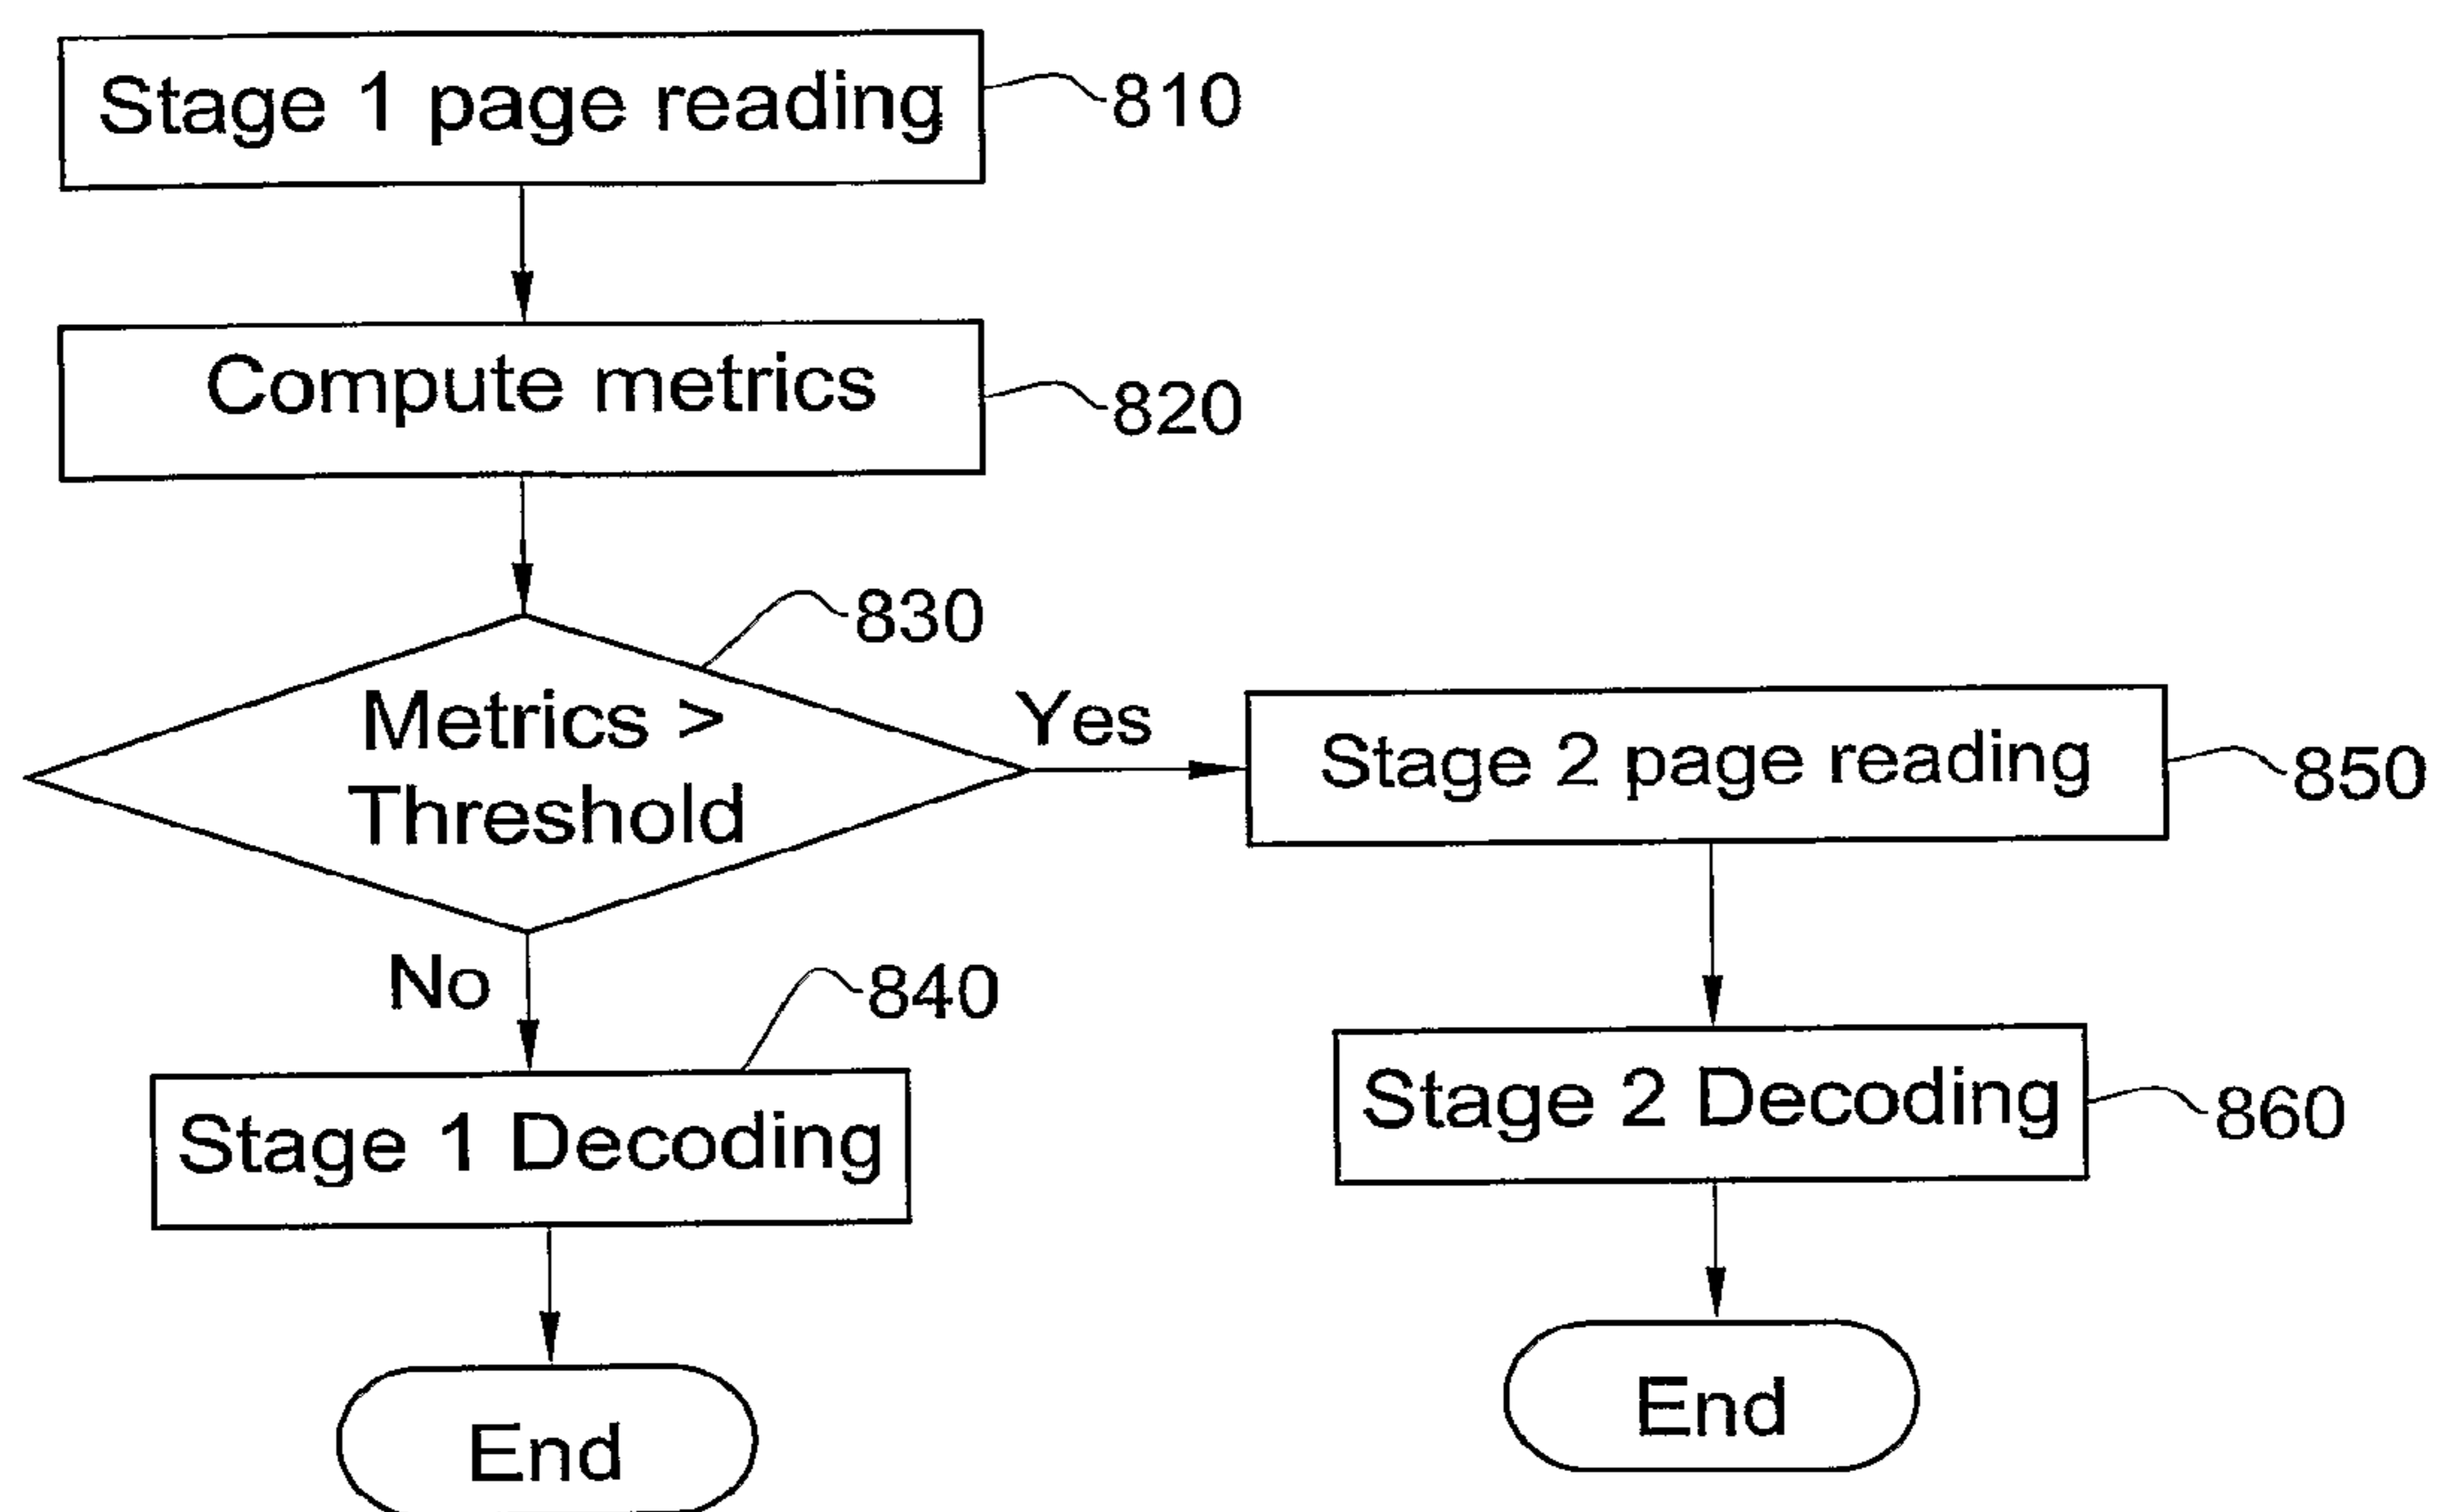 Stage 1 page reading
810
Compute metrics
820
830
Metrics >
Threshold
Yes
Stage 2 page reading
850
No
840
Stage 1 Decoding
Stage 2 Decoding
860
End
End